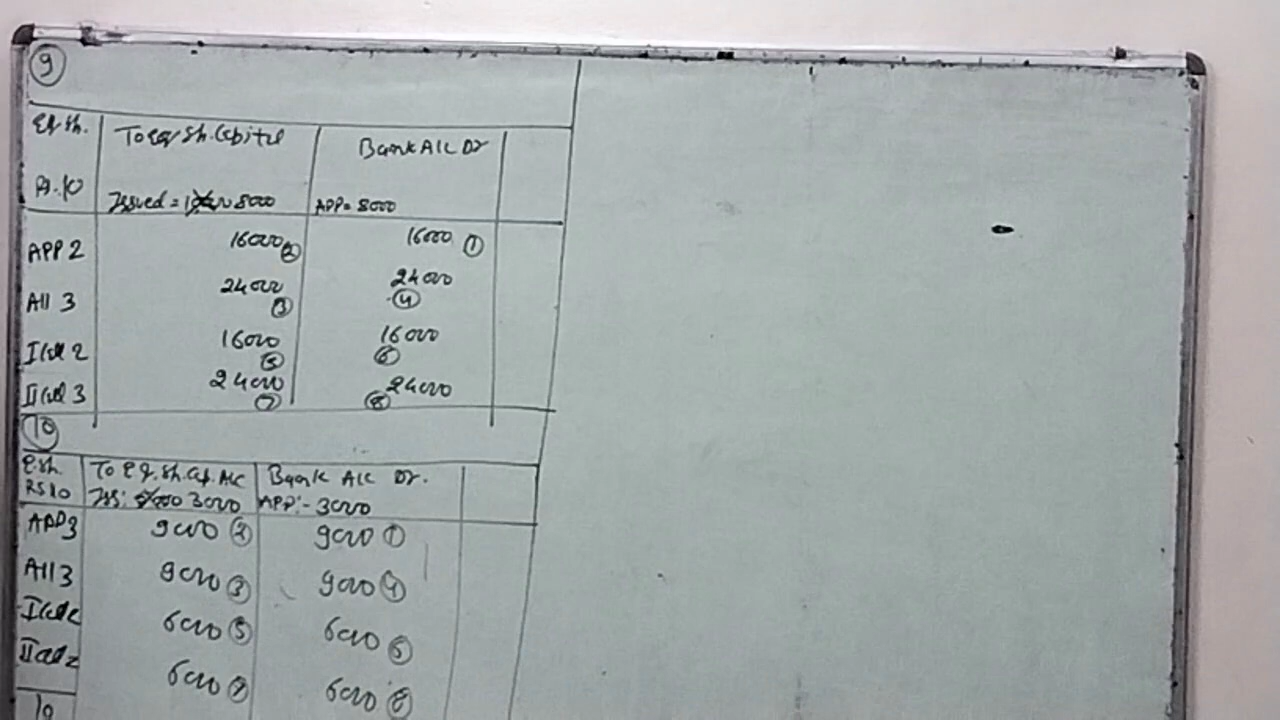 9
Eq sh. To Eq Sh. Capital Bank A/c Dr
Rs. 10 Issued = 8000 APP = 8000
APP 2 16000 2 16000 1
All 3 24000 3 24000 4
I Call 2 16000 5 16000 6
II Call 3 24000 7 24000 8
10
E. Sh. To Eq. Sh. Cap. A/c Bank A/c Dr.
RS 10 Iss: 3000 APP:- 3000
APP 3 9000 2 9000 1
All 3 9000 3 9000 4
I Call 2 6000 5 6000 6
II Call 2 6000 7 6000 8
10